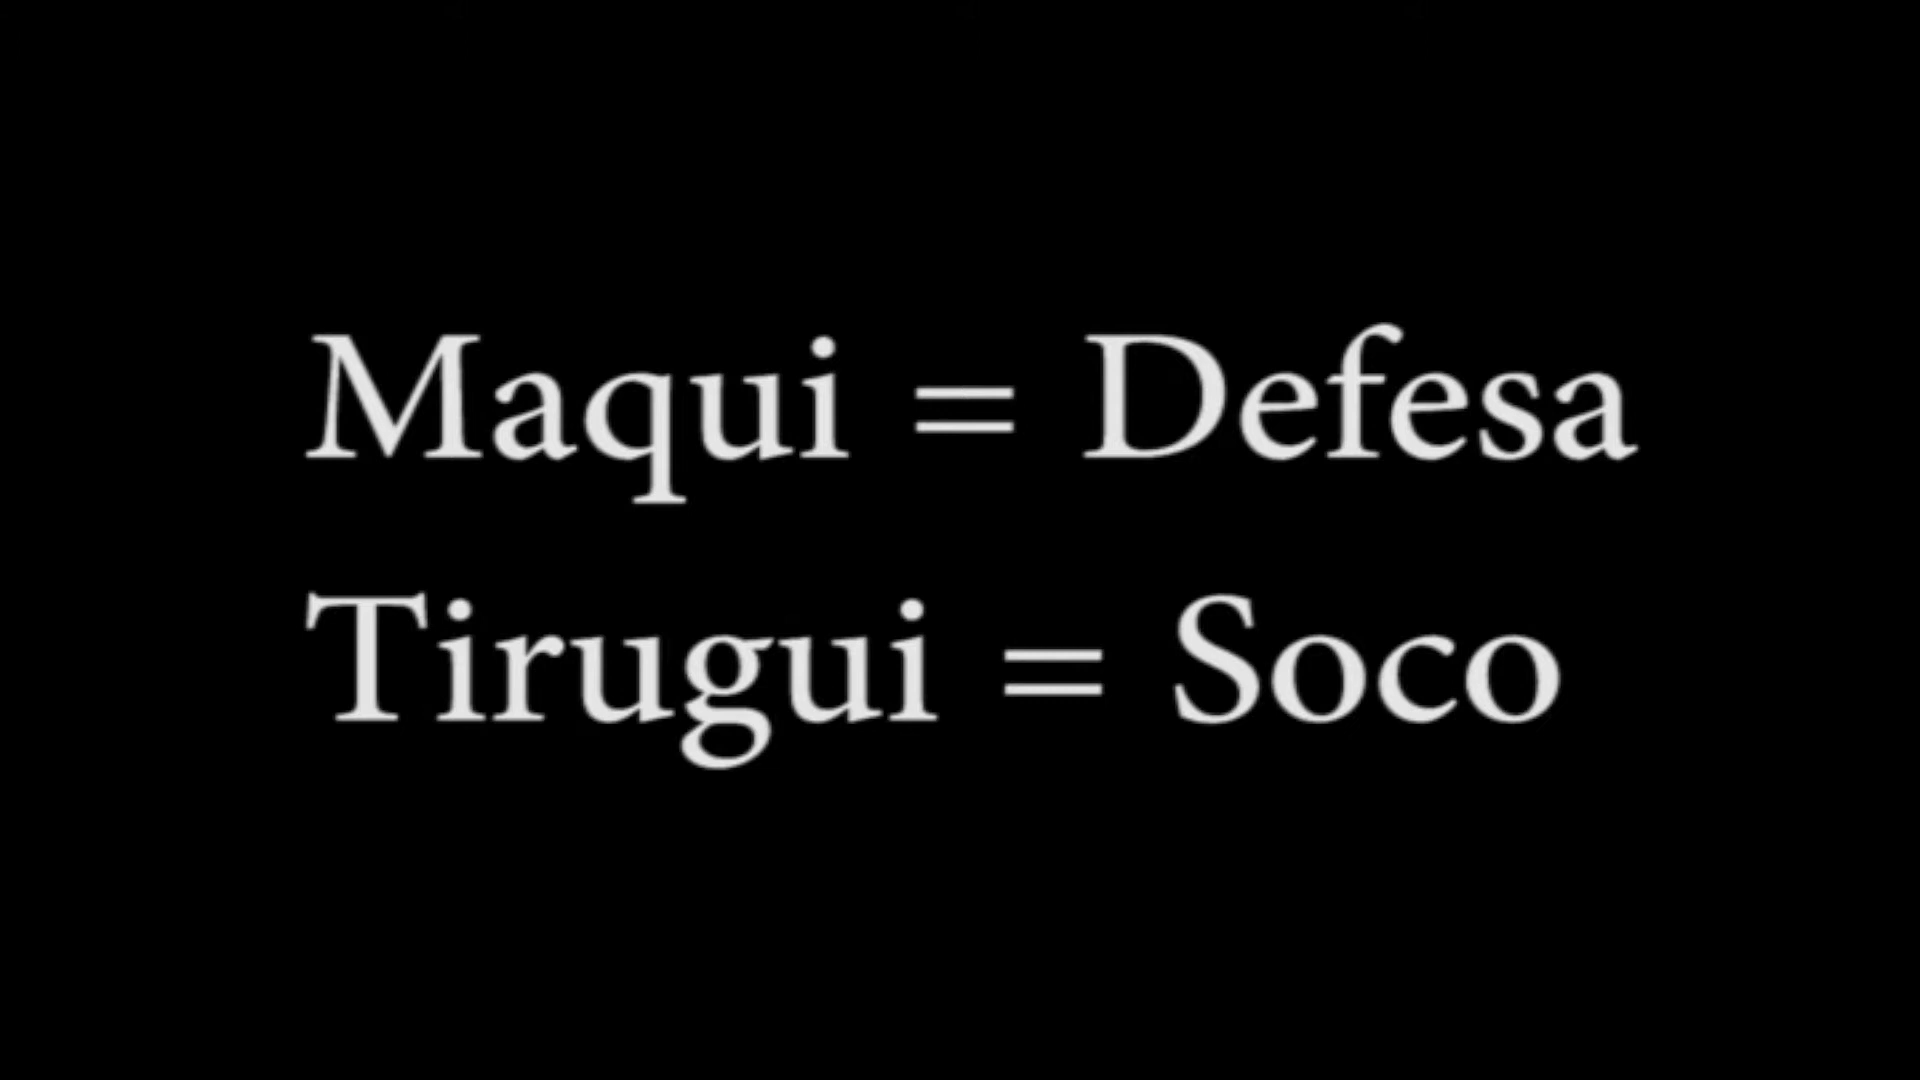 Maqui = Defesa
Tirugui = Soco